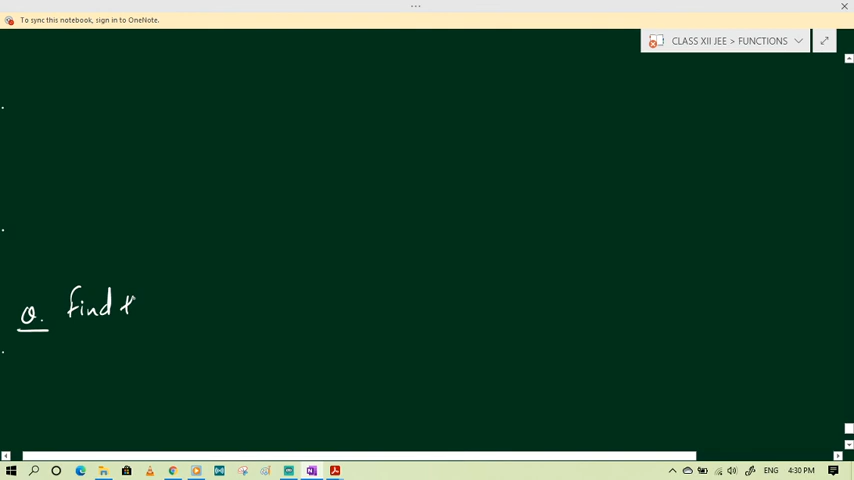 To sync this notebook, sign in to OneNote.
CLASS XII JEE > FUNCTIONS
Q. Find t
ENG
4:30 PM